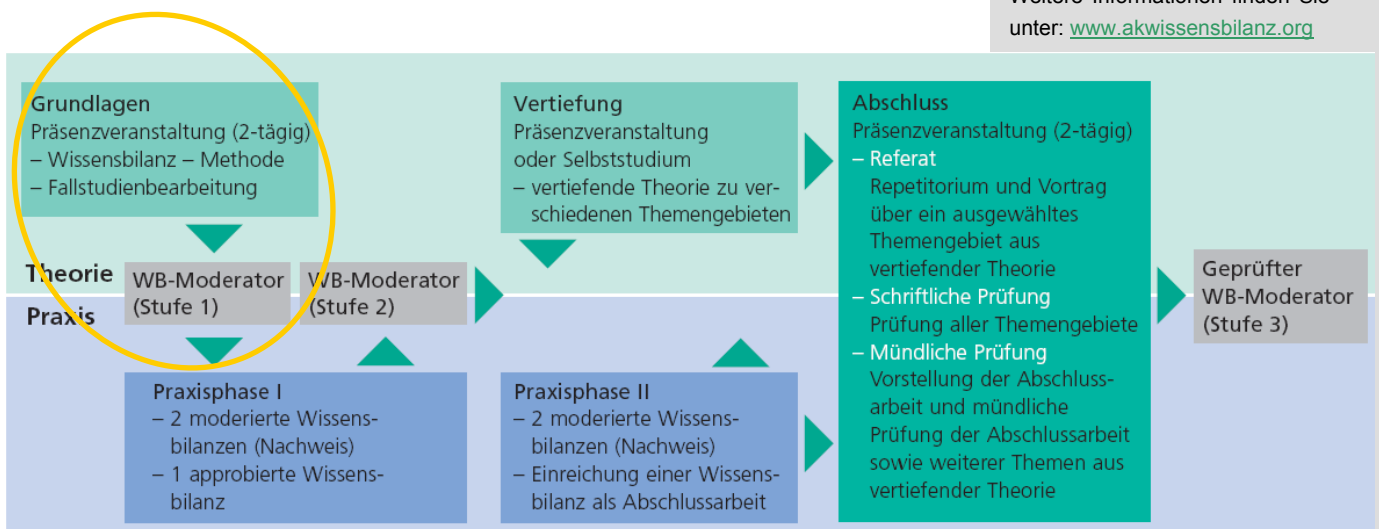 Weitere Informationen finden Sie
unter: www.akwissensbilanz.org
Grundlagen
Präsenzveranstaltung (2-tägig)
– Wissensbilanz – Methode
– Fallstudienbearbeitung
Vertiefung
Präsenzveranstaltung
oder Selbststudium
– vertiefende Theorie zu ver-
schiedenen Themengebieten
Abschluss
Präsenzveranstaltung (2-tägig)
– Referat
Repetitorium und Vortrag
über ein ausgewähltes
Themengebiet aus
vertiefender Theorie
– Schriftliche Prüfung
Prüfung aller Themengebiete
– Mündliche Prüfung
Vorstellung der Abschluss-
arbeit und mündliche
Prüfung der Abschlussarbeit
sowie weiterer Themen aus
vertiefender Theorie
Theorie
Praxis
WB-Moderator
(Stufe 1)
WB-Moderator
(Stufe 2)
Geprüfter
WB-Moderator
(Stufe 3)
Praxisphase I
– 2 moderierte Wissens-
bilanzen (Nachweis)
– 1 approbierte Wissens-
bilanz
Praxisphase II
– 2 moderierte Wissens-
bilanzen (Nachweis)
– Einreichung einer Wissens-
bilanz als Abschlussarbeit